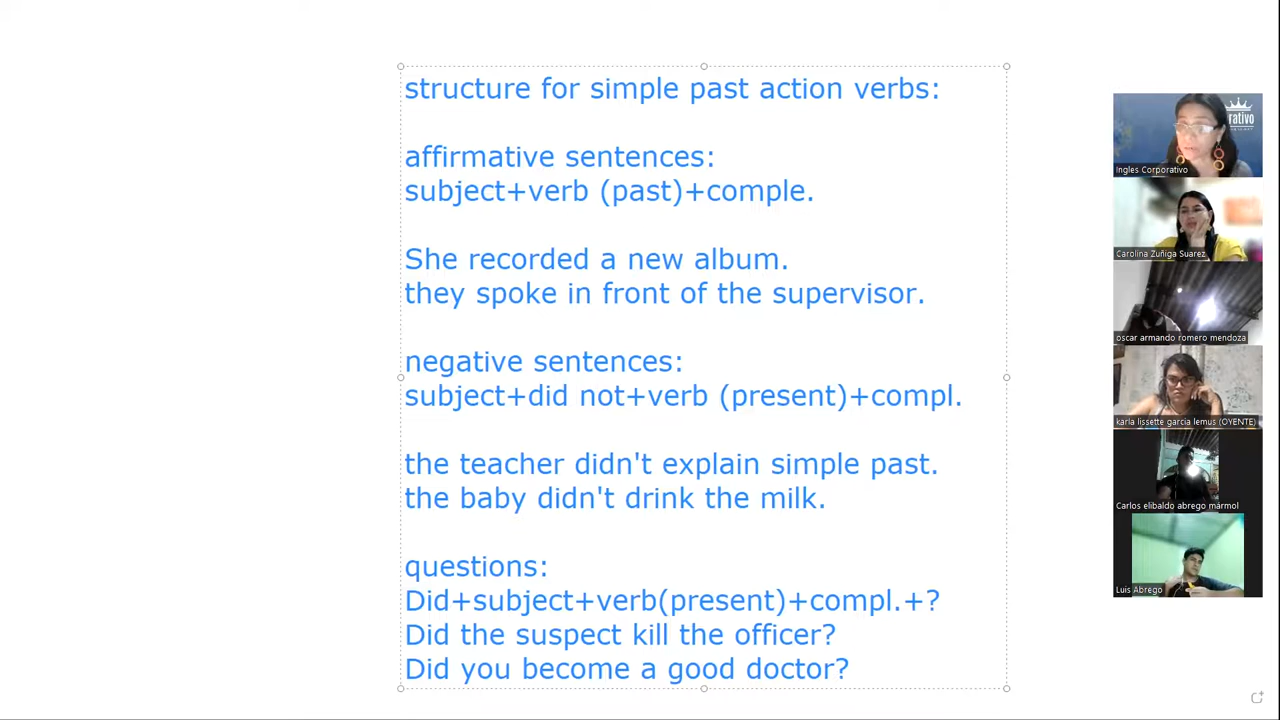 structure for simple past action verbs:
affirmative sentences:
subject+verb (past)+comple.
She recorded a new album.
they spoke in front of the supervisor.
negative sentences:
subject+did not+verb (present)+compl.
the teacher didn't explain simple past.
the baby didn't drink the milk.
questions:
Did+subject+verb(present)+compl.+?
Did the suspect kill the officer?
Did you become a good doctor?
rativo
Ingles Corporativo
Carolina Zuñiga Suarez
oscar armando romero mendoza
karla lissette garcia lemus (OYENTE)
Carlos elibaldo abrego mármol
Luis Abrego